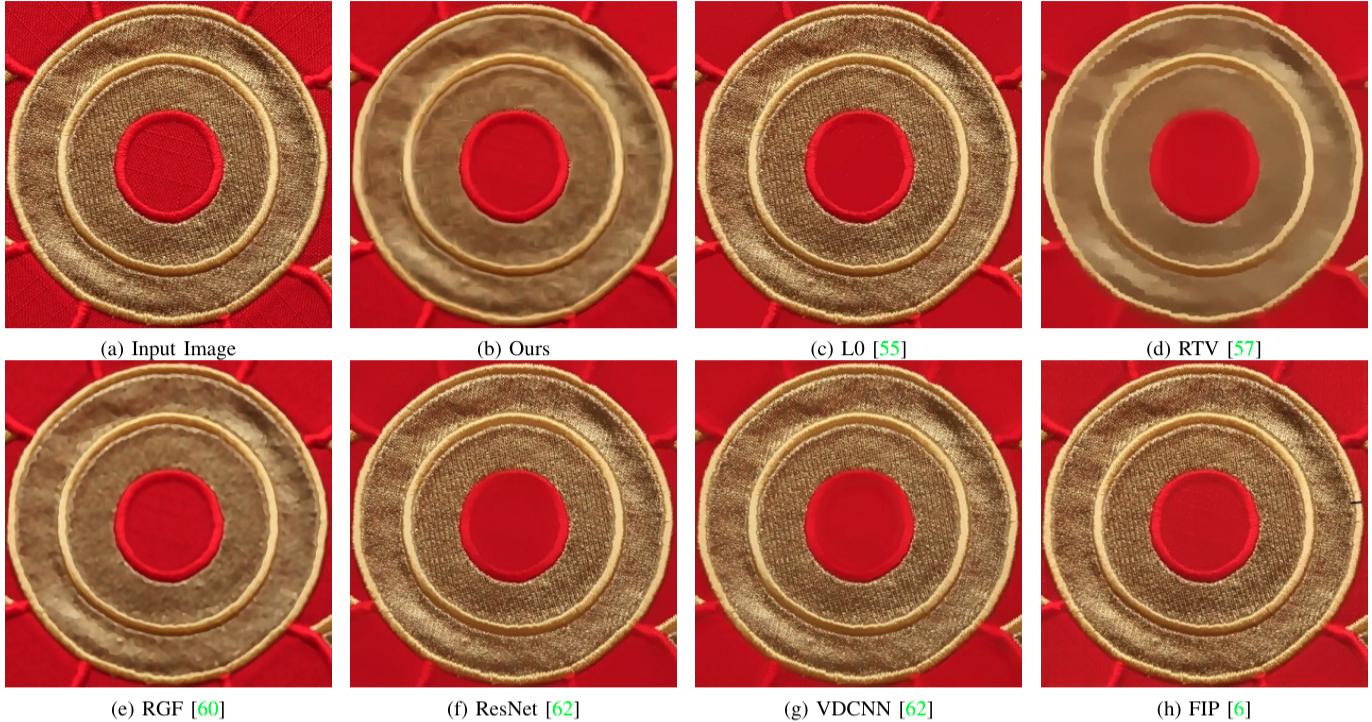 (a) Input Image
(b) Ours
(c) L0 [55]
(d) RTV [57]
(e) RGF [60]
(f) ResNet [62]
(g) VDCNN [62]
(h) FIP [6]